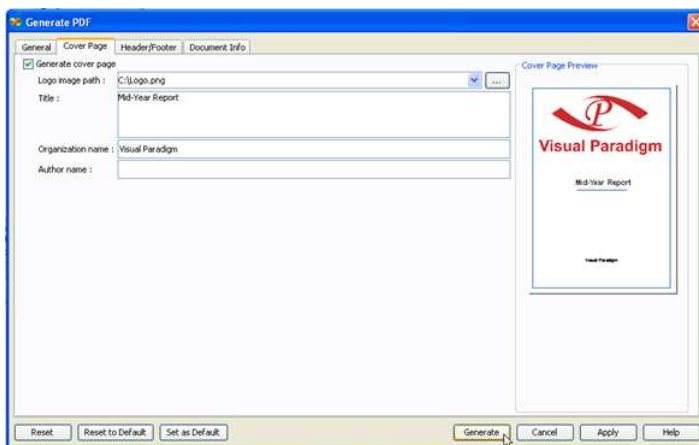 Generate PDF
General Cover Page Header/Footer Document Info
Generate cover page
Logo image path : C:\Logo.png ...
Title : Mid-Year Report
Organization name : Visual Paradigm
Author name :
Cover Page Preview
P
Visual Paradigm
Mid-Year Report
Visual Paradigm
Reset Reset to Default Set as Default Generate Cancel Apply Help